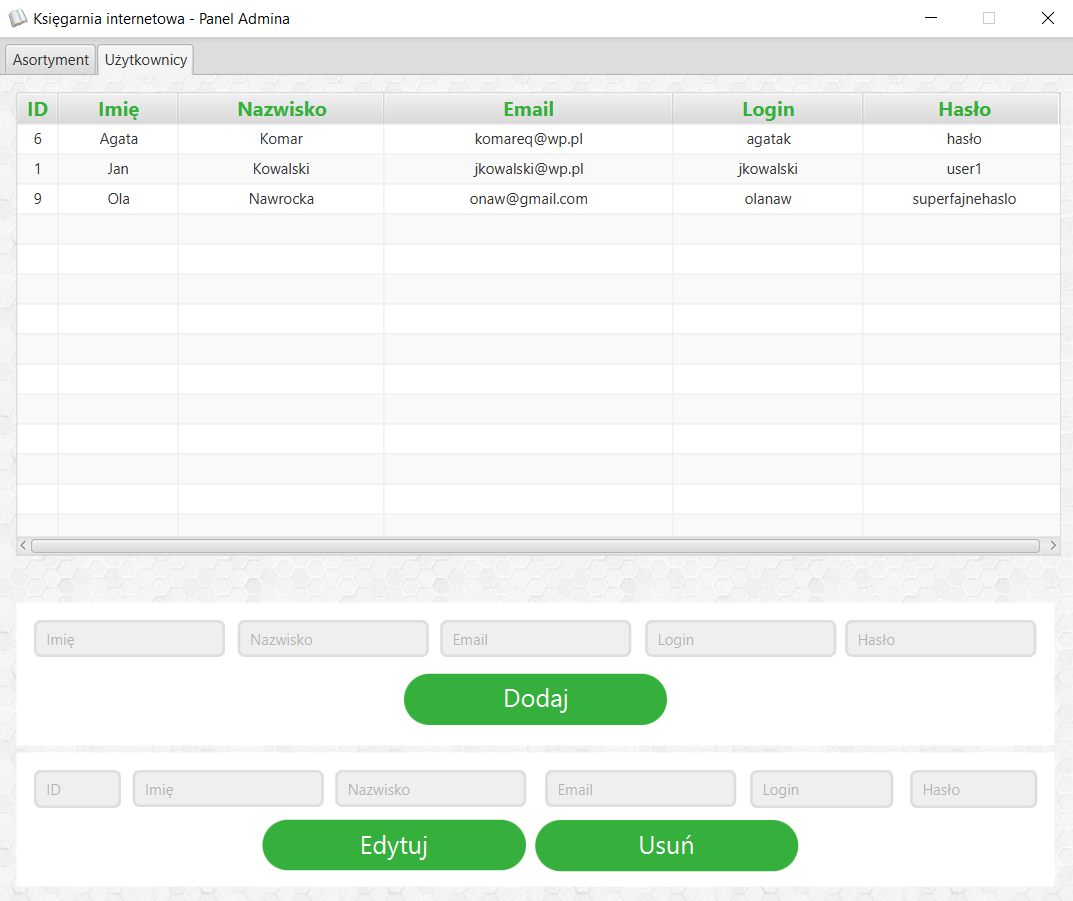 Księgarnia internetowa - Panel Admina
Asortyment Użytkownicy
ID Imię Nazwisko Email Login Hasło
6 Agata Komar komareq@wp.pl agatak hasło
1 Jan Kowalski jkowalski@wp.pl jkowalski user1
9 Ola Nawrocka onaw@gmail.com olanaw superfajnehaslo
Imię Nazwisko Email Login Hasło
Dodaj
ID Imię Nazwisko Email Login Hasło
Edytuj Usuń